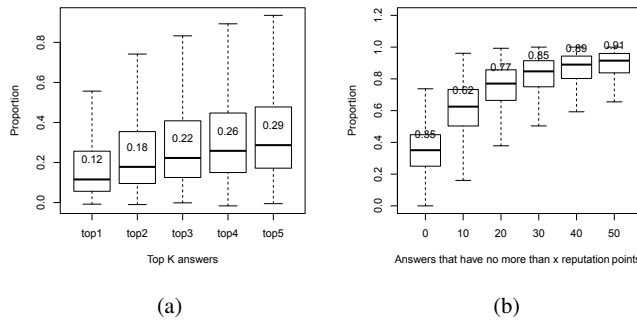 Proportion
0.8
0.6
0.4
0.2
0.0
0.12
0.18
0.22
0.26
0.29
top1 top2 top3 top4 top5
Top K answers
(a)
Proportion
1.2
1.0
0.8
0.6
0.4
0.2
0.0
0.35
0.62
0.77
0.85
0.89
0.91
0 10 20 30 40 50
Answers that have no more than x reputation points
(b)